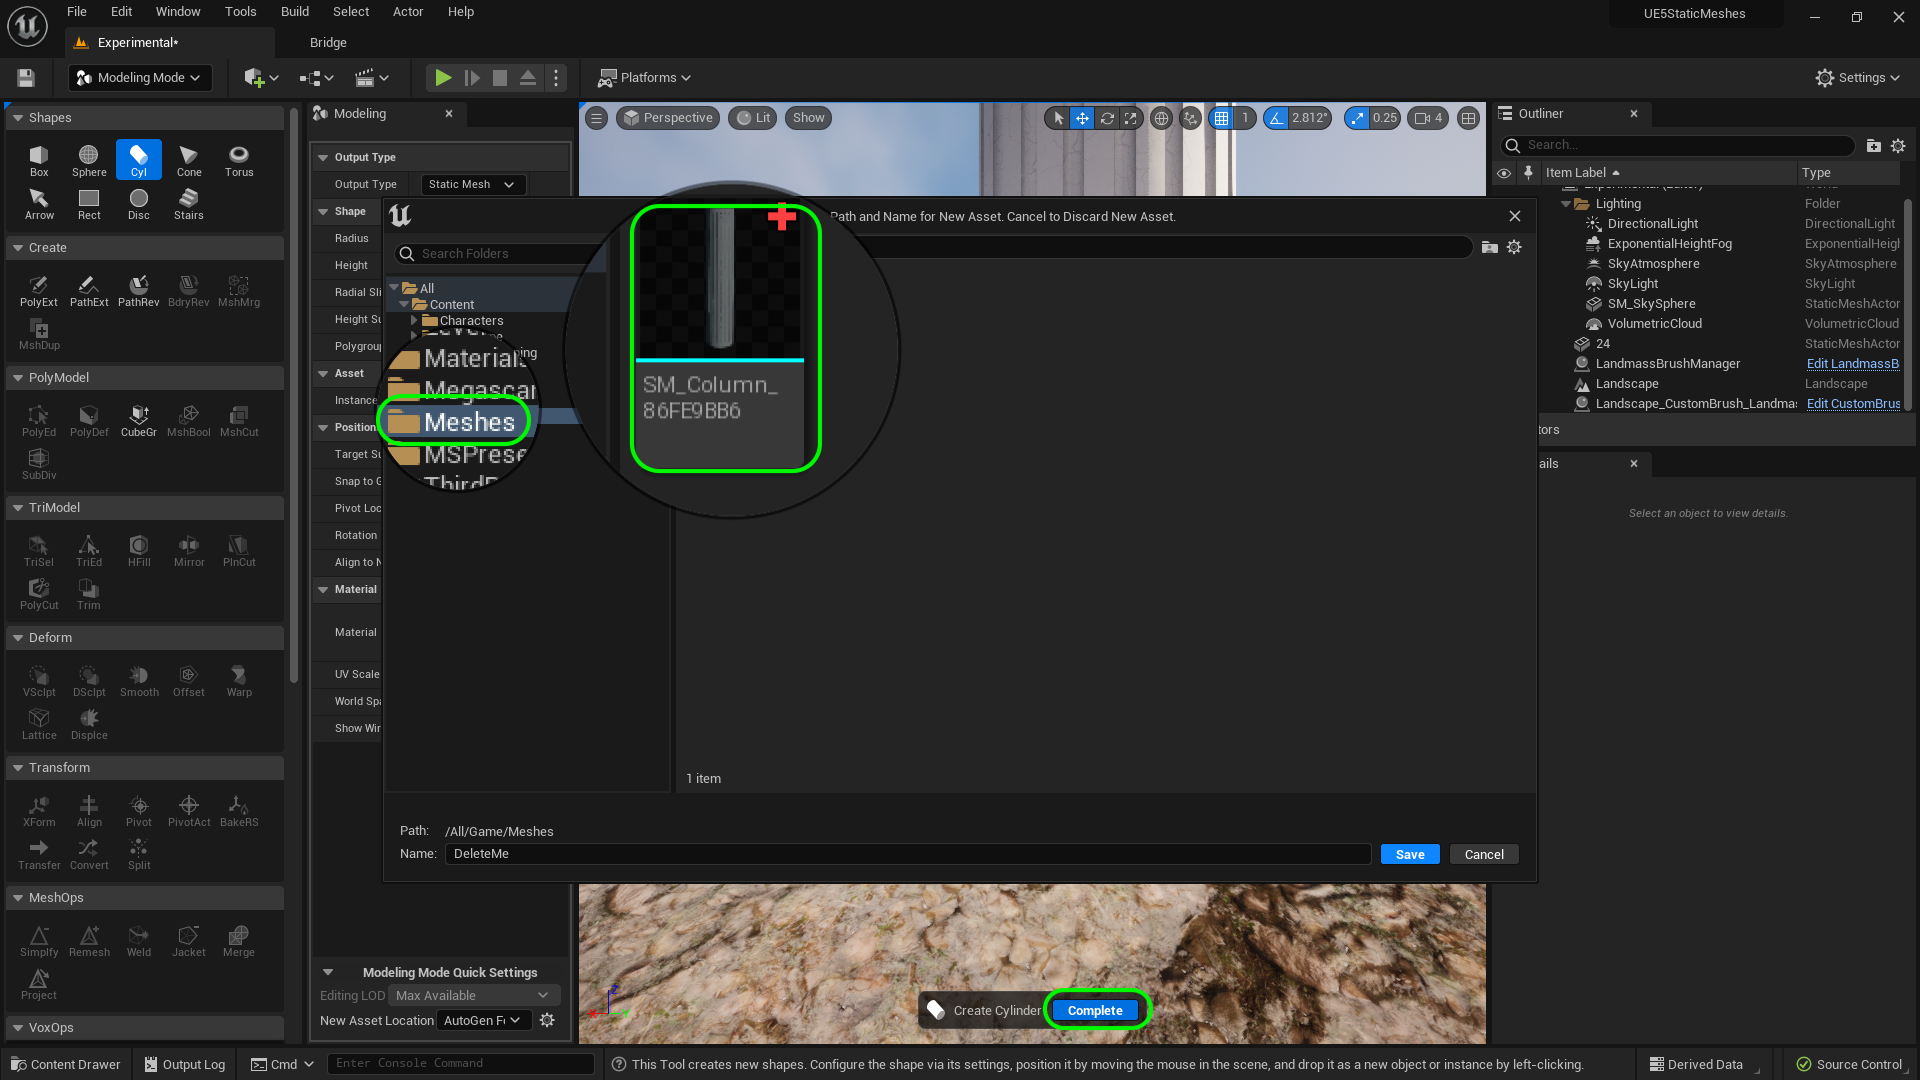 File Edit Window Tools Build Select Actor Help
UE5StaticMeshes
Experimental*
Bridge
Modeling Mode
Platforms
Settings
Shapes
Box Sphere Cyl Cone Torus
Arrow Rect Disc Stairs
Create
PolyExt PathExt PathRev BdryRev MshMrg
MshDup
PolyModel
PolyEd PolyDef CubeGr MshBool MshCut
SubDiv
TriModel
TriSel TriEd HFill Mirror PlnCut
PolyCut Trim
Deform
VSclpt DSclpt Smooth Offset Warp
Lattice Displce
Transform
XForm Align Pivot PivotAct BakeRS
Transfer Convert Split
MeshOps
Simplfy Remesh Weld Jacket Merge
Project
VoxOps
Modeling
Output Type
Output Type Static Mesh
Shape
Radius
Height
Radial Sli
Height Su
Polygroup
Asset
Instance
Position
Target Su
Snap to G
Pivot Loc
Rotation
Align to N
Material
Material
UV Scale
World Spa
Show Wir
Modeling Mode Quick Settings
Editing LOD Max Available
New Asset Location AutoGen Fo
Perspective Lit Show
1 2.812° 0.25 4
Path and Name for New Asset. Cancel to Discard New Asset.
Search Folders
All
Content
Characters
Materials
Megascan
Meshes
MSPrese
SM_Column_
86FE9BB6
1 item
Path: /All/Game/Meshes
Name: DeleteMe
Save Cancel
Create Cylinder Complete
Outliner
Search...
Item Label Type
Lighting Folder
DirectionalLight DirectionalLight
ExponentialHeightFog ExponentialHeigh
SkyAtmosphere SkyAtmosphere
SkyLight SkyLight
SM_SkySphere StaticMeshActor
VolumetricCloud VolumetricCloud
24 StaticMeshActor
LandmassBrushManager Edit LandmassB
Landscape Landscape
Landscape_CustomBrush_Landmas Edit CustomBrus
tors
ails
Select an object to view details.
Content Drawer Output Log Cmd Enter Console Command
This Tool creates new shapes. Configure the shape via its settings, position it by moving the mouse in the scene, and drop it as a new object or instance by left-clicking.
Derived Data Source Control